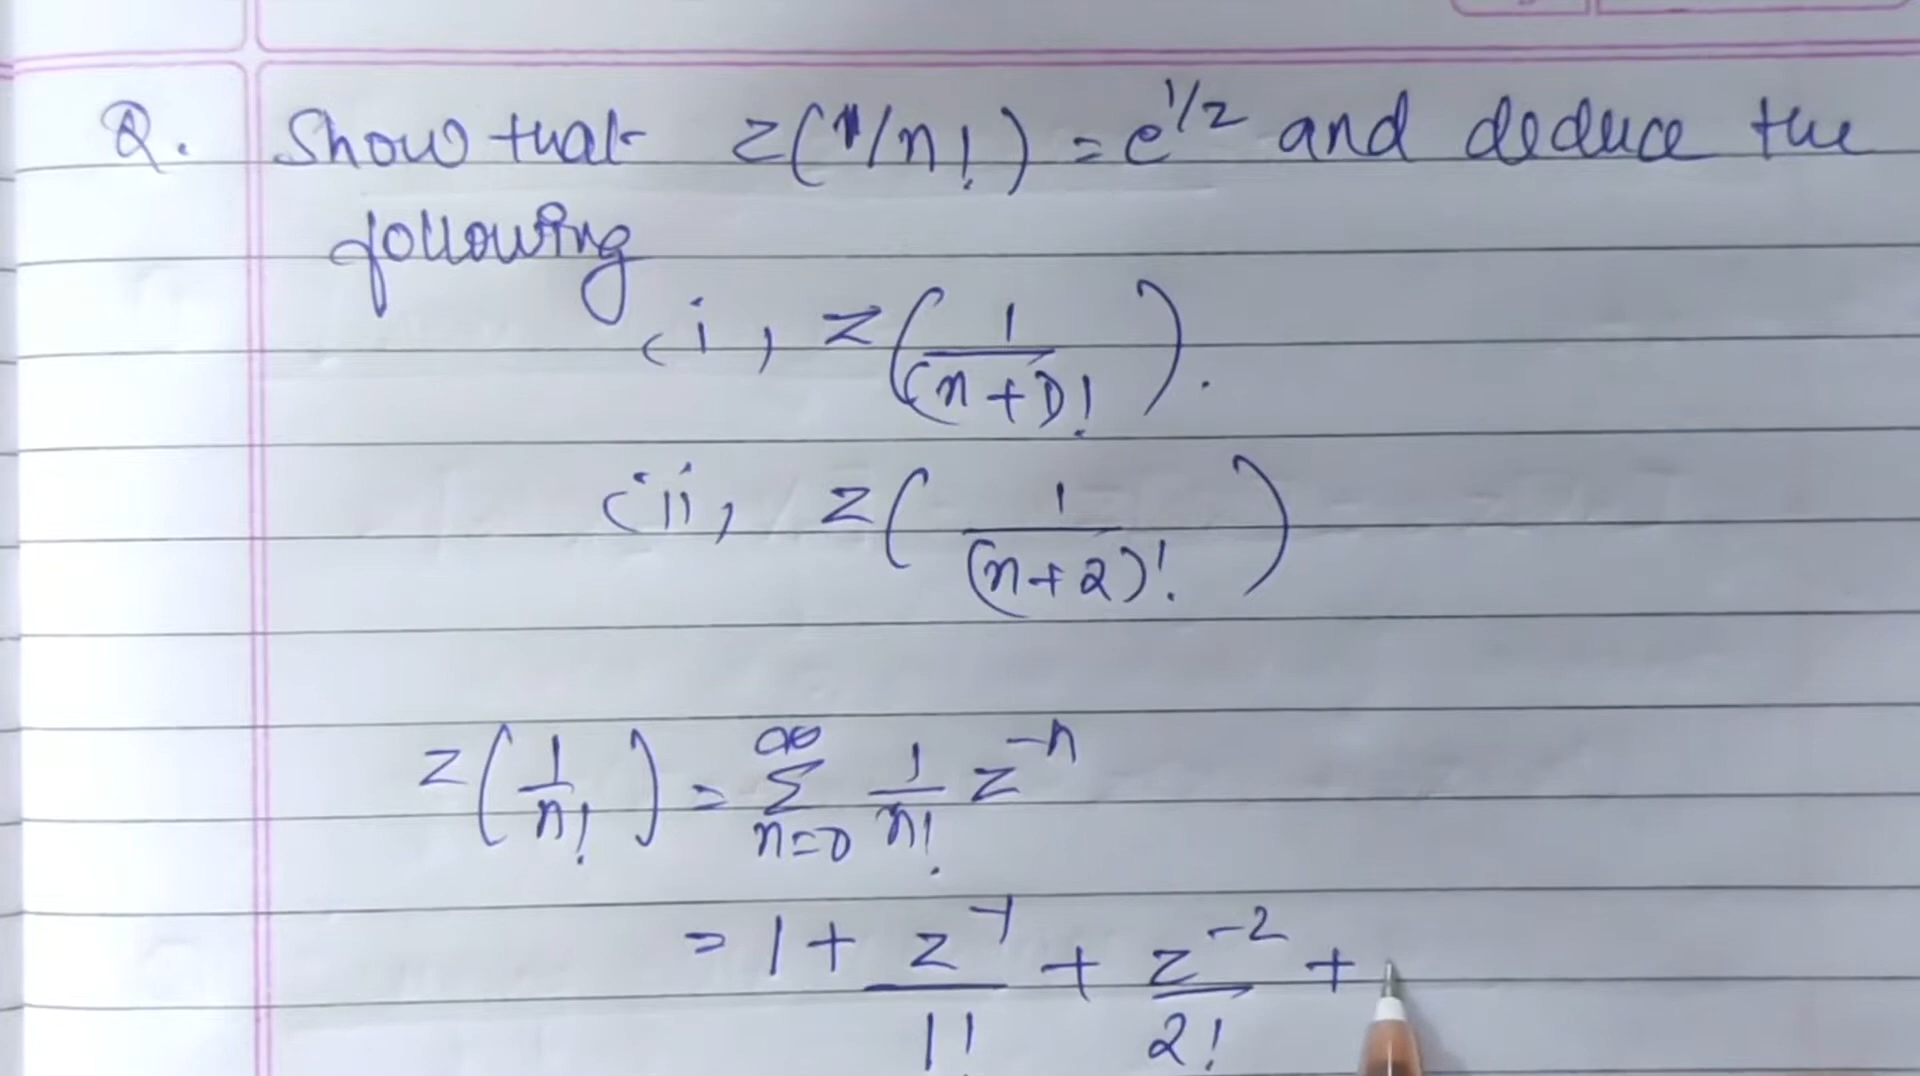 Q. Show that z(1/n!) = e^{1/z} and deduce the
following
(i) z(1/(n+1)!).
(ii) z(1/(n+2)!)
z(1/n!) = ∑_{n=0}^{∞} 1/n! z^{-n}
= 1 + z^{-1}/1! + z^{-2}/2! +